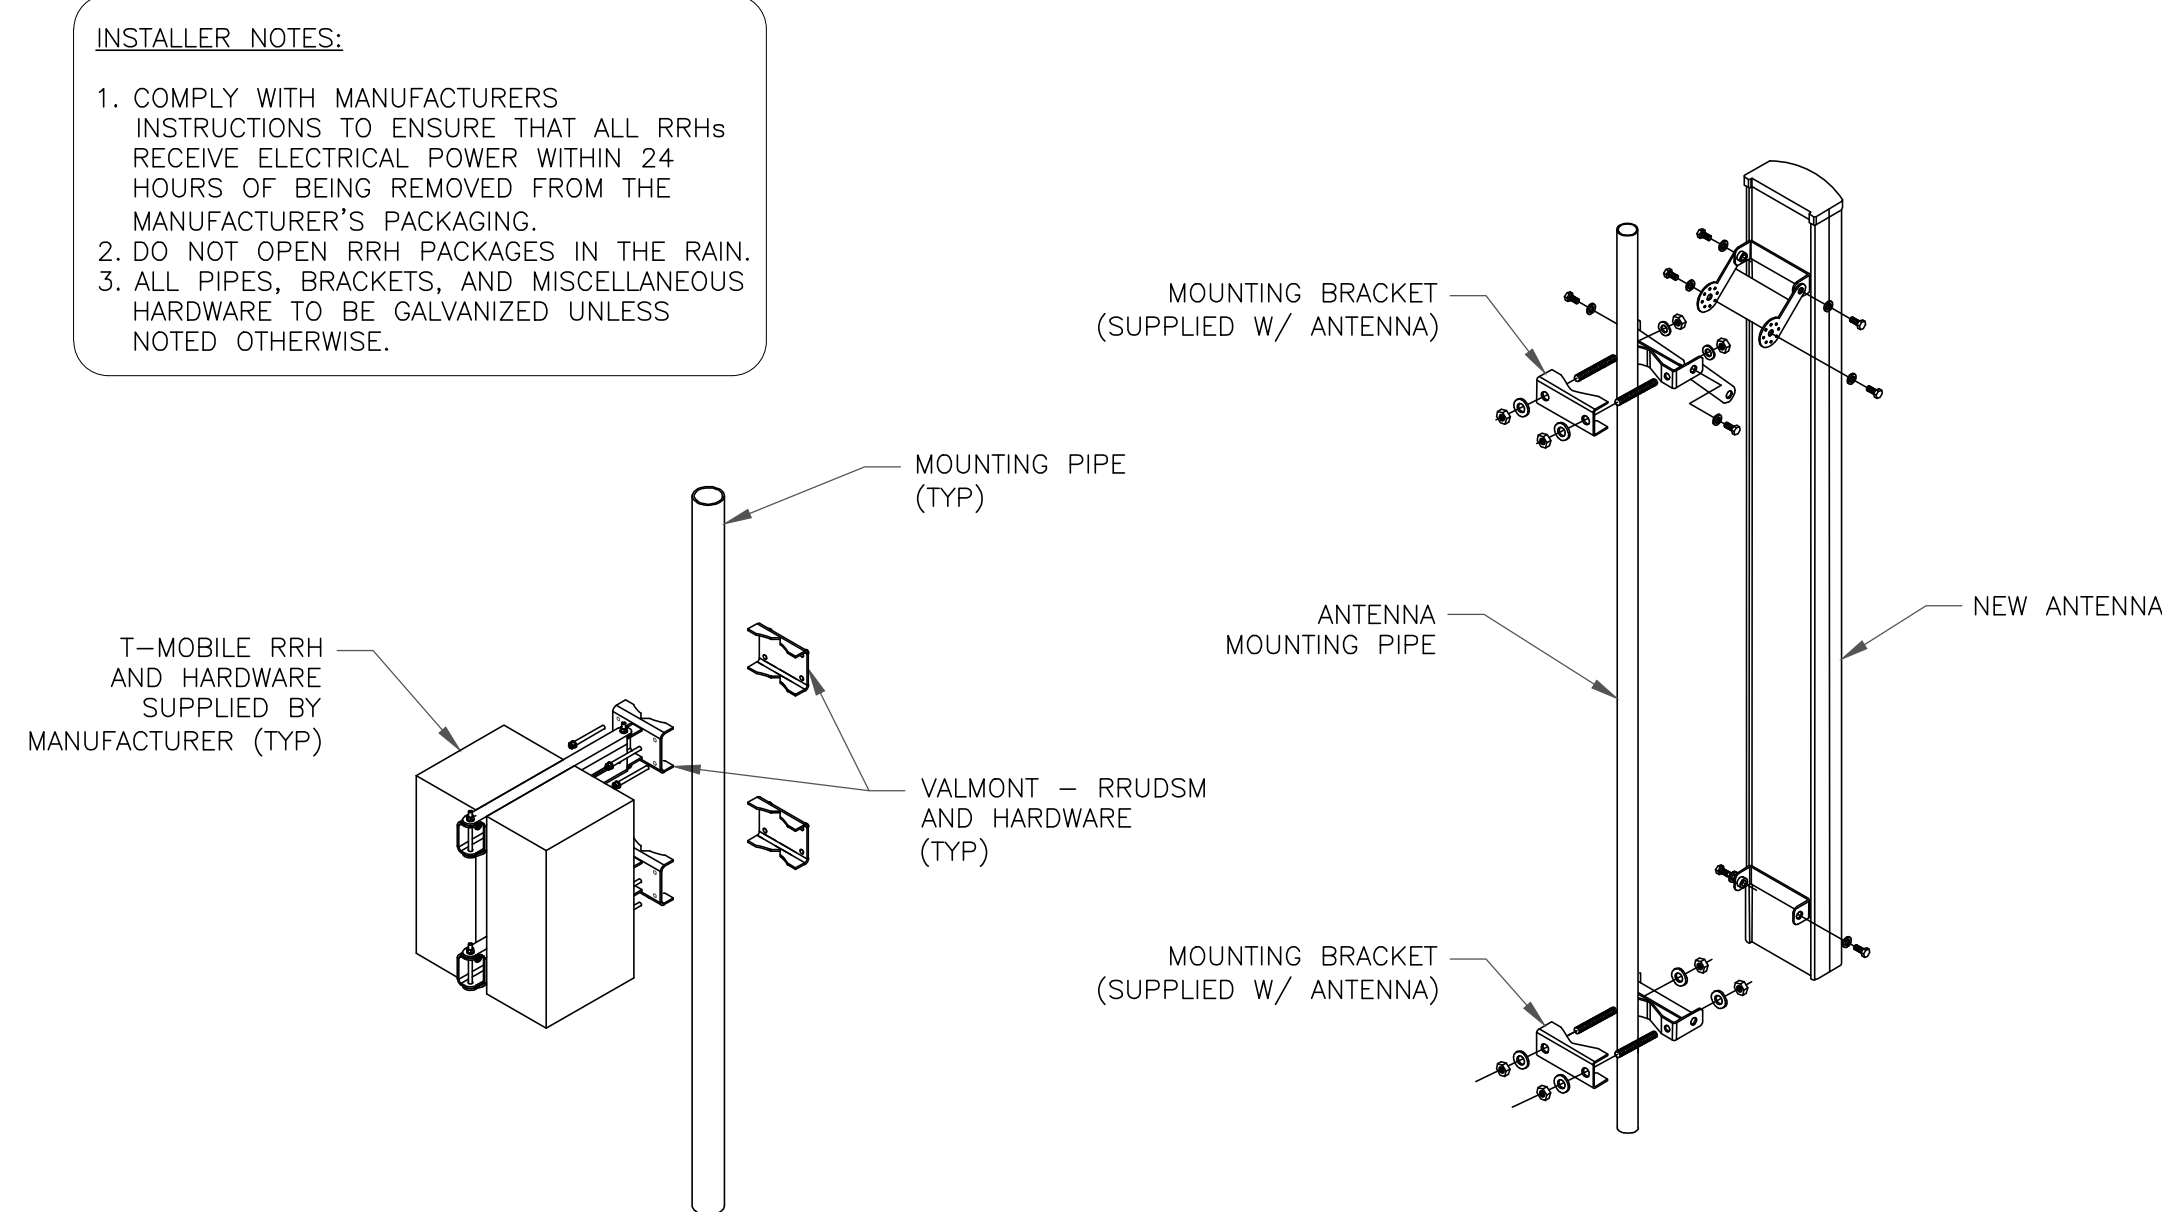 INSTALLER NOTES:
1. COMPLY WITH MANUFACTURERS
INSTRUCTIONS TO ENSURE THAT ALL RRHs
RECEIVE ELECTRICAL POWER WITHIN 24
HOURS OF BEING REMOVED FROM THE
MANUFACTURER'S PACKAGING.
2. DO NOT OPEN RRH PACKAGES IN THE RAIN.
3. ALL PIPES, BRACKETS, AND MISCELLANEOUS
HARDWARE TO BE GALVANIZED UNLESS
NOTED OTHERWISE.
MOUNTING PIPE
(TYP)
T-MOBILE RRH
AND HARDWARE
SUPPLIED BY
MANUFACTURER (TYP)
VALMONT - RRUDSM
AND HARDWARE
(TYP)
MOUNTING BRACKET
(SUPPLIED W/ ANTENNA)
ANTENNA
MOUNTING PIPE
NEW ANTENNA
MOUNTING BRACKET
(SUPPLIED W/ ANTENNA)